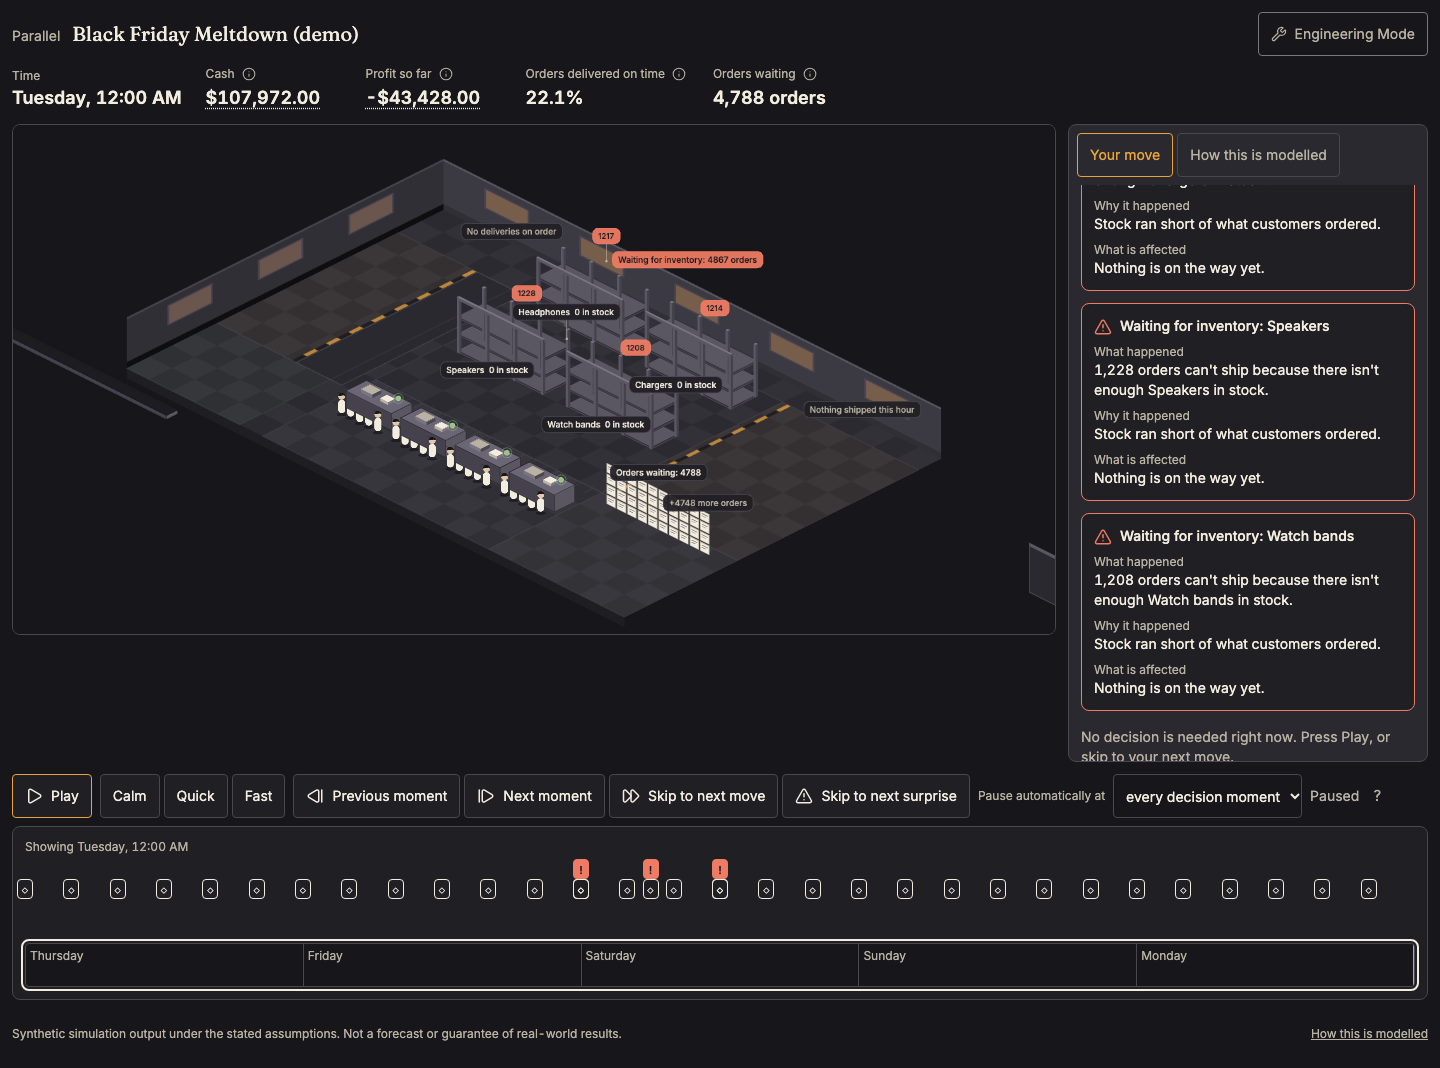 Parallel Black Friday Meltdown (demo)
Engineering Mode
Time
Tuesday, 12:00 AM
Cash
$107,972.00
Profit so far
-$43,428.00
Orders delivered on time
22.1%
Orders waiting
4,788 orders
No deliveries on order
1217
Waiting for inventory: 4867 orders
1228
Headphones 0 in stock
1214
1208
Speakers 0 in stock
Chargers 0 in stock
Nothing shipped this hour
Watch bands 0 in stock
Orders waiting: 4788
+4748 more orders
Your move
How this is modelled
Why it happened
Stock ran short of what customers ordered.
What is affected
Nothing is on the way yet.
Waiting for inventory: Speakers
What happened
1,228 orders can't ship because there isn't
enough Speakers in stock.
Why it happened
Stock ran short of what customers ordered.
What is affected
Nothing is on the way yet.
Waiting for inventory: Watch bands
What happened
1,208 orders can't ship because there isn't
enough Watch bands in stock.
Why it happened
Stock ran short of what customers ordered.
What is affected
Nothing is on the way yet.
No decision is needed right now. Press Play, or
skip to your next move.
Play
Calm
Quick
Fast
Previous moment
Next moment
Skip to next move
Skip to next surprise
Pause automatically at
every decision moment
Paused
?
Showing Tuesday, 12:00 AM
! ! !
Thursday
Friday
Saturday
Sunday
Monday
Synthetic simulation output under the stated assumptions. Not a forecast or guarantee of real-world results.
How this is modelled